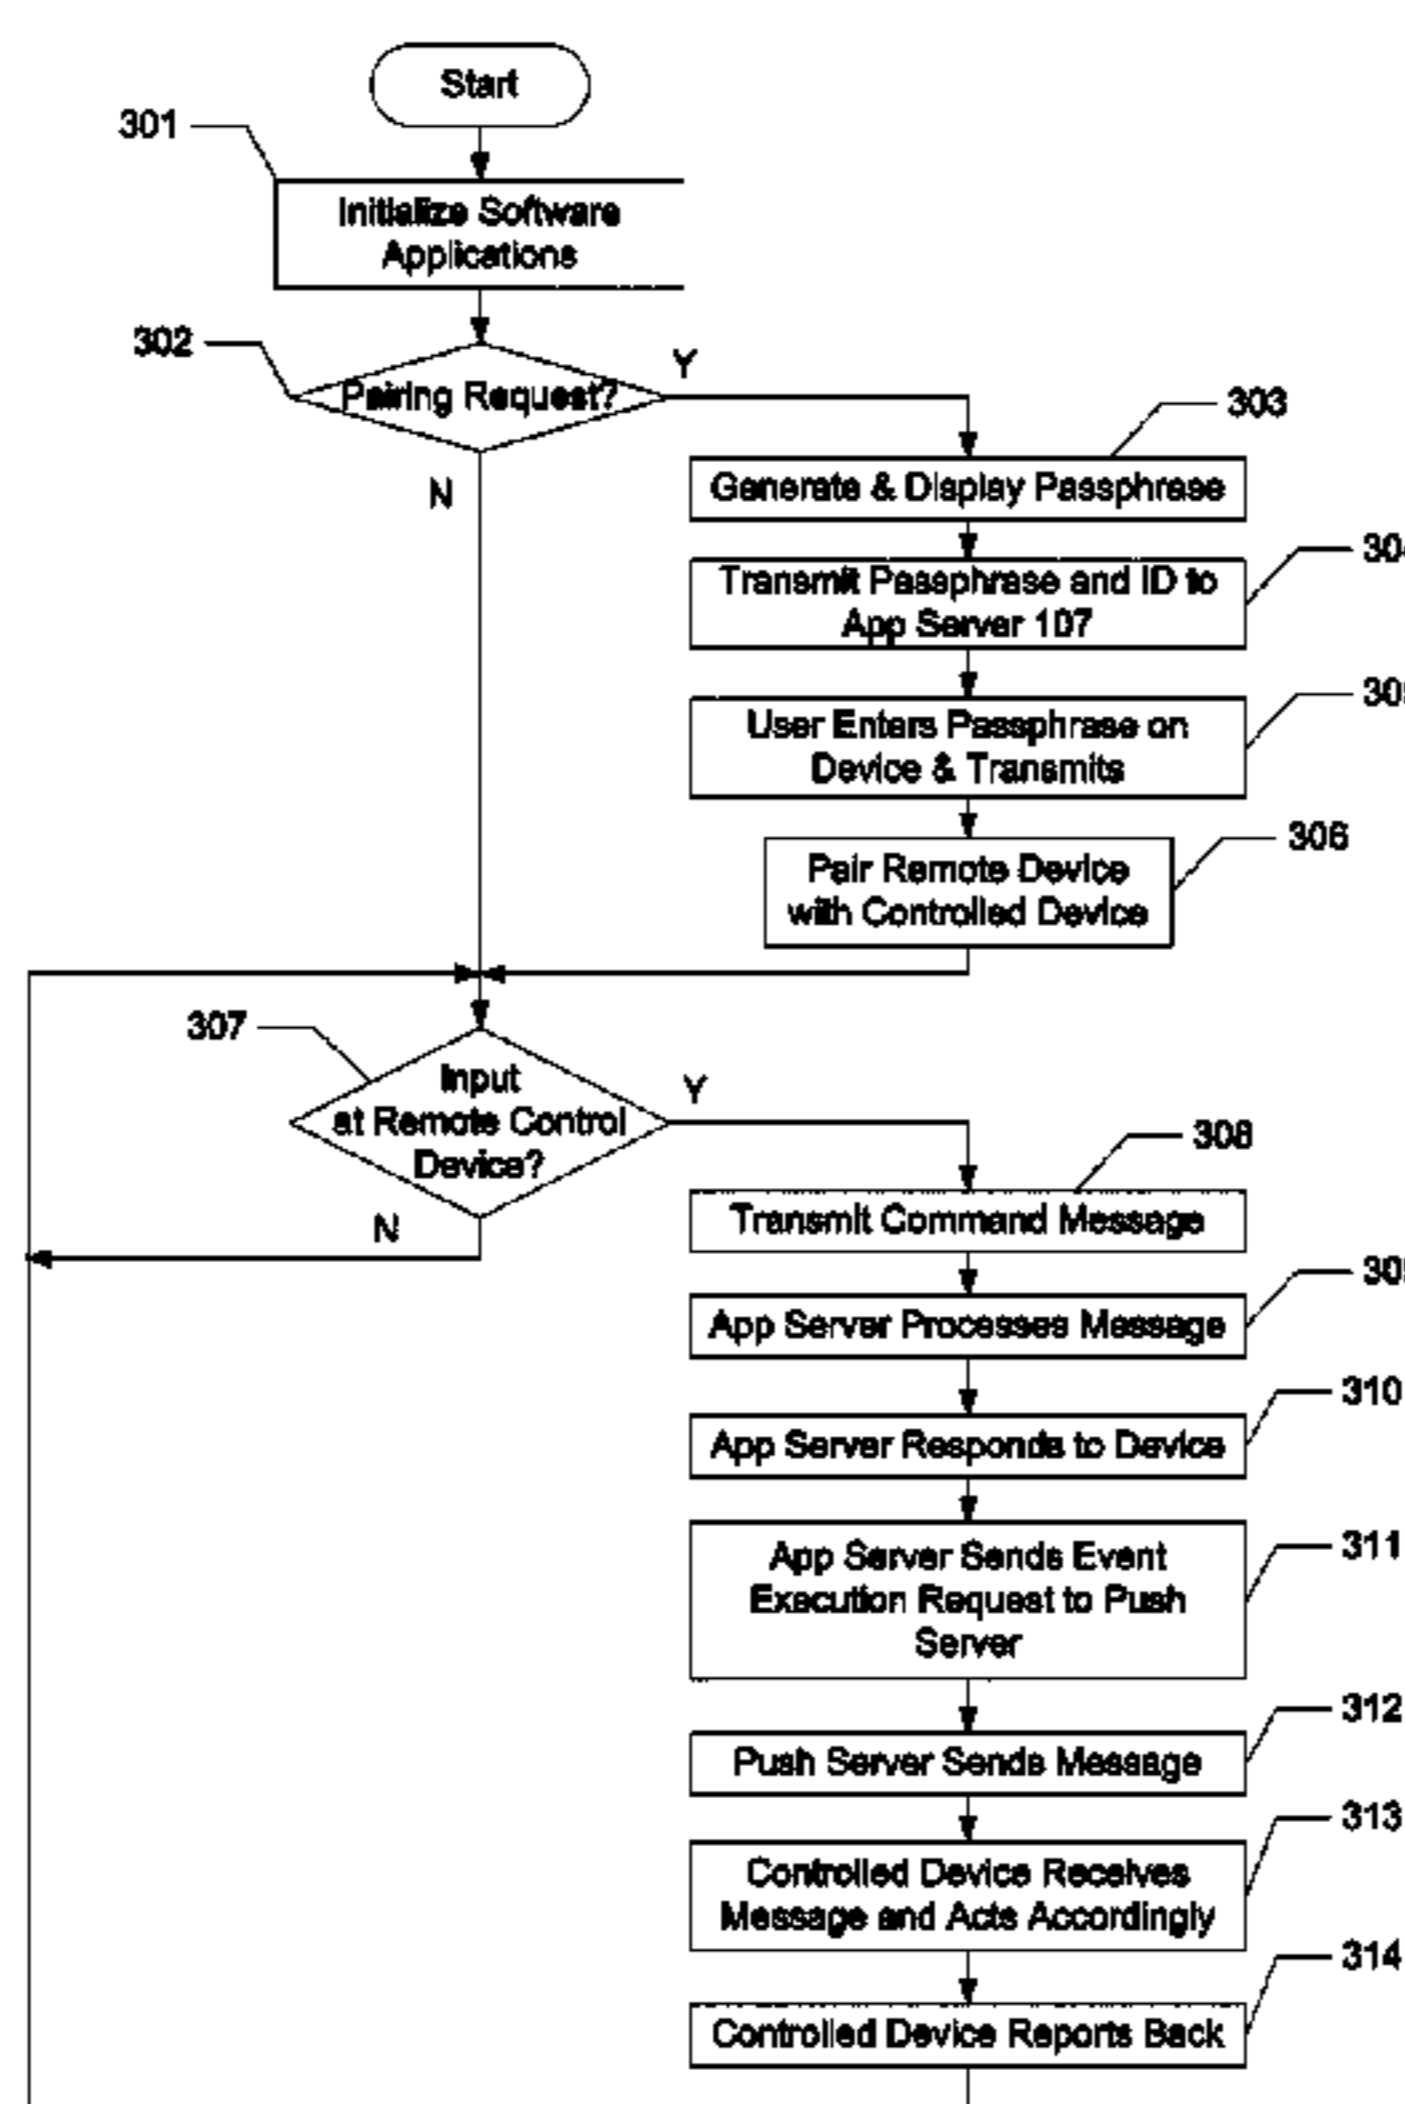 Start
301
Initialize Software
Applications
302
Pairing Request?
Y
N
303
Generate & Display Passphrase
304
Transmit Passphrase and ID to
App Server 107
305
User Enters Passphrase on
Device & Transmits
306
Pair Remote Device
with Controlled Device
307
Input
at Remote Control
Device?
Y
N
308
Transmit Command Message
309
App Server Processes Message
310
App Server Responds to Device
311
App Server Sends Event
Execution Request to Push
Server
312
Push Server Sends Message
313
Controlled Device Receives
Message and Acts Accordingly
314
Controlled Device Reports Back